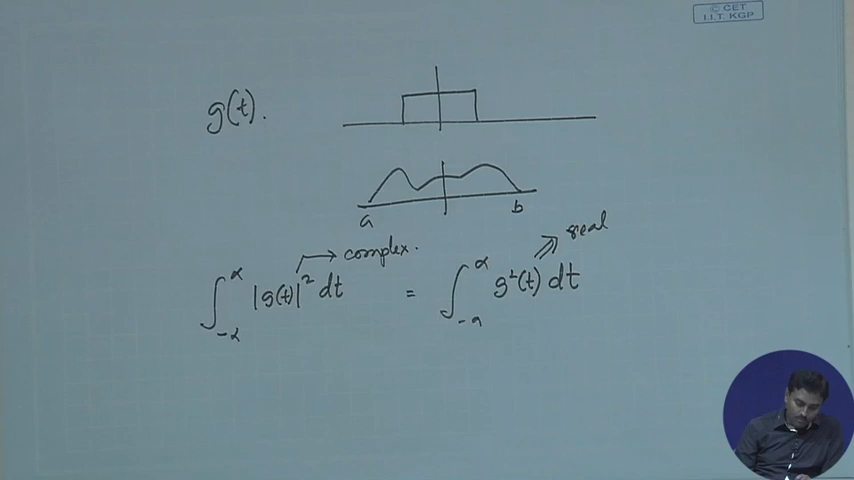 © CET
I.I.T. KGP
g(t).
a b
∫_{-α}^{α} |g(t)|² dt → complex. = ∫_{-α}^{α} g²(t) dt ⇒ real